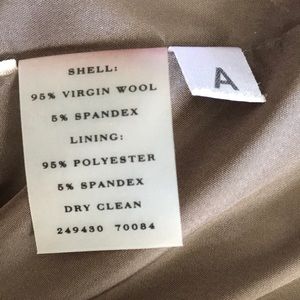 SHELL:
95% VIRGIN WOOL
5% SPANDEX
LINING:
95% POLYESTER
5% SPANDEX
DRY CLEAN
249430 70084
A